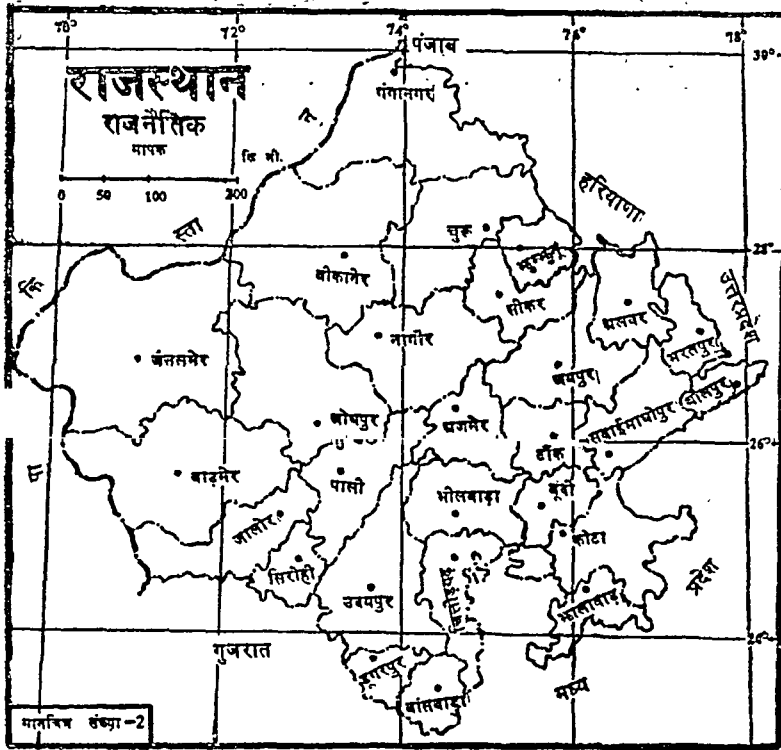 70° 72° 74° 76° 78°
पंजाब
30°
राजस्थान
राजनैतिक
मापक
कि मी.
0 50 100 200
गंगानगर
न
हरियाणा
स्ता
चुरू
झुन्झुनू
28°
कि
बीकानेर
सीकर
उत्तरप्रदेश
अलवर
नागौर
भरतपुर
जैसलमेर
जयपुर
धौलपुर
जोधपुर
अजमेर
सवाईमाधोपुर
टोंक
26°
पा
बाड़मेर
पाली
भीलवाड़ा
बूंदी
जालोर
कोटा
सिरोही
चित्तौड़गढ़
प्रदेश
उदयपुर
झालावाड़
गुजरात
डूंगरपुर
मध्य
बांसवाड़ा
मानचित्र संख्या-2